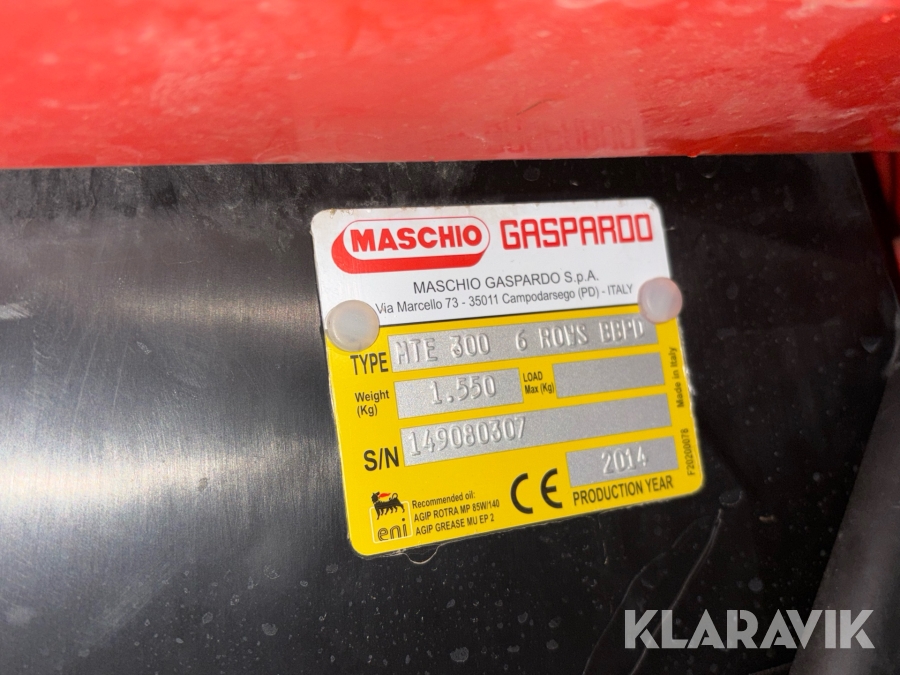 MASCHIO GASPARDO
MASCHIO GASPARDO S.p.A.
Via Marcello 73 - 35011 Campodarsego (PD) - ITALY
TYPE MTE 300 6 ROWS BBPD
Weight (Kg) 1.550 LOAD Max (Kg)
S/N 149080307
2014
PRODUCTION YEAR
CE
eni
Recommended oil:
AGIP ROTRA MP 85W/140
AGIP GREASE MU EP 2
Made in Italy
F20200078
KLARAVIK